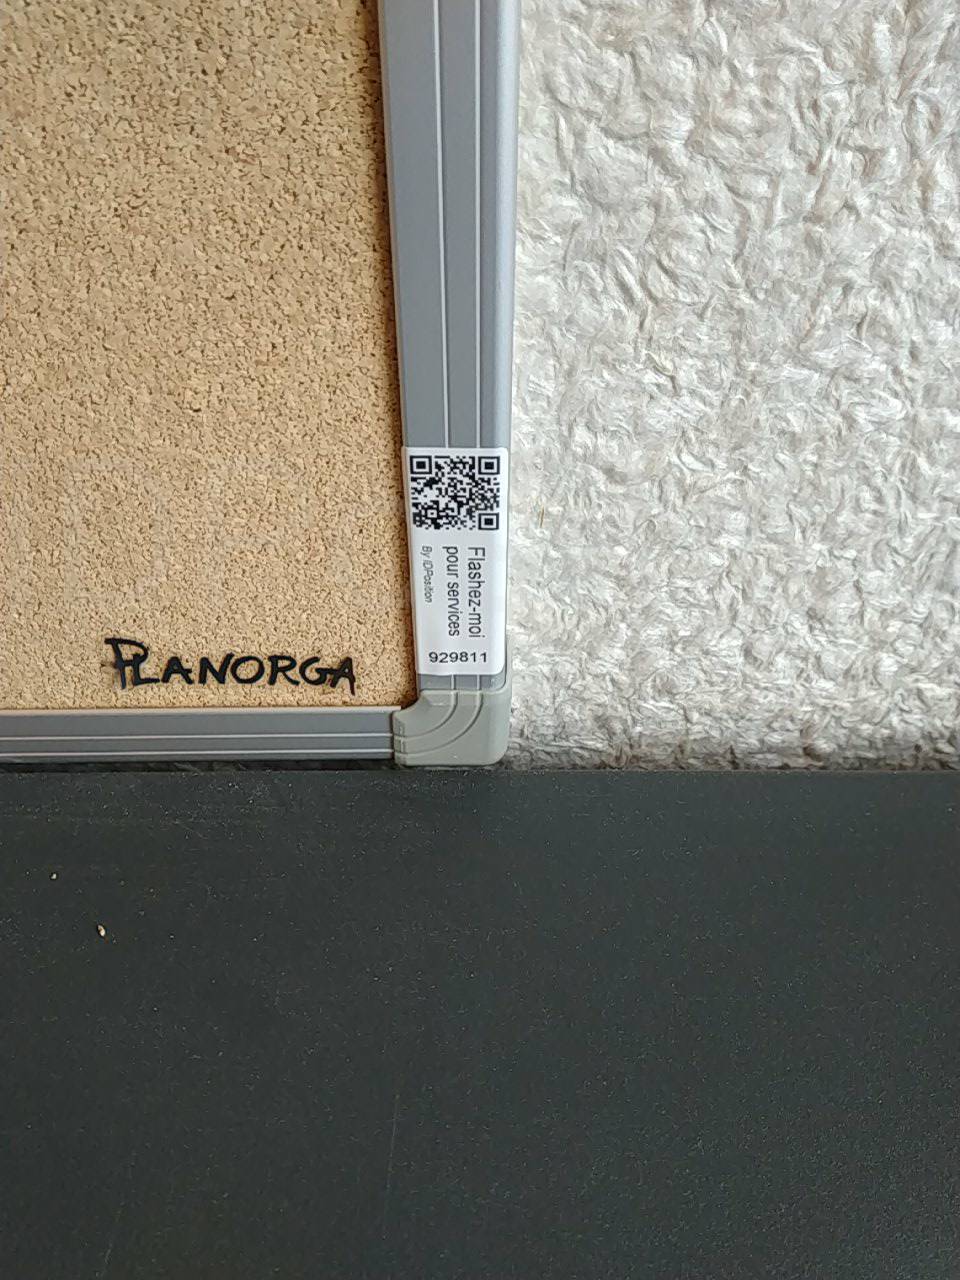 PLANORGA
Flashez-moi
pour services
By IDPosition
929811